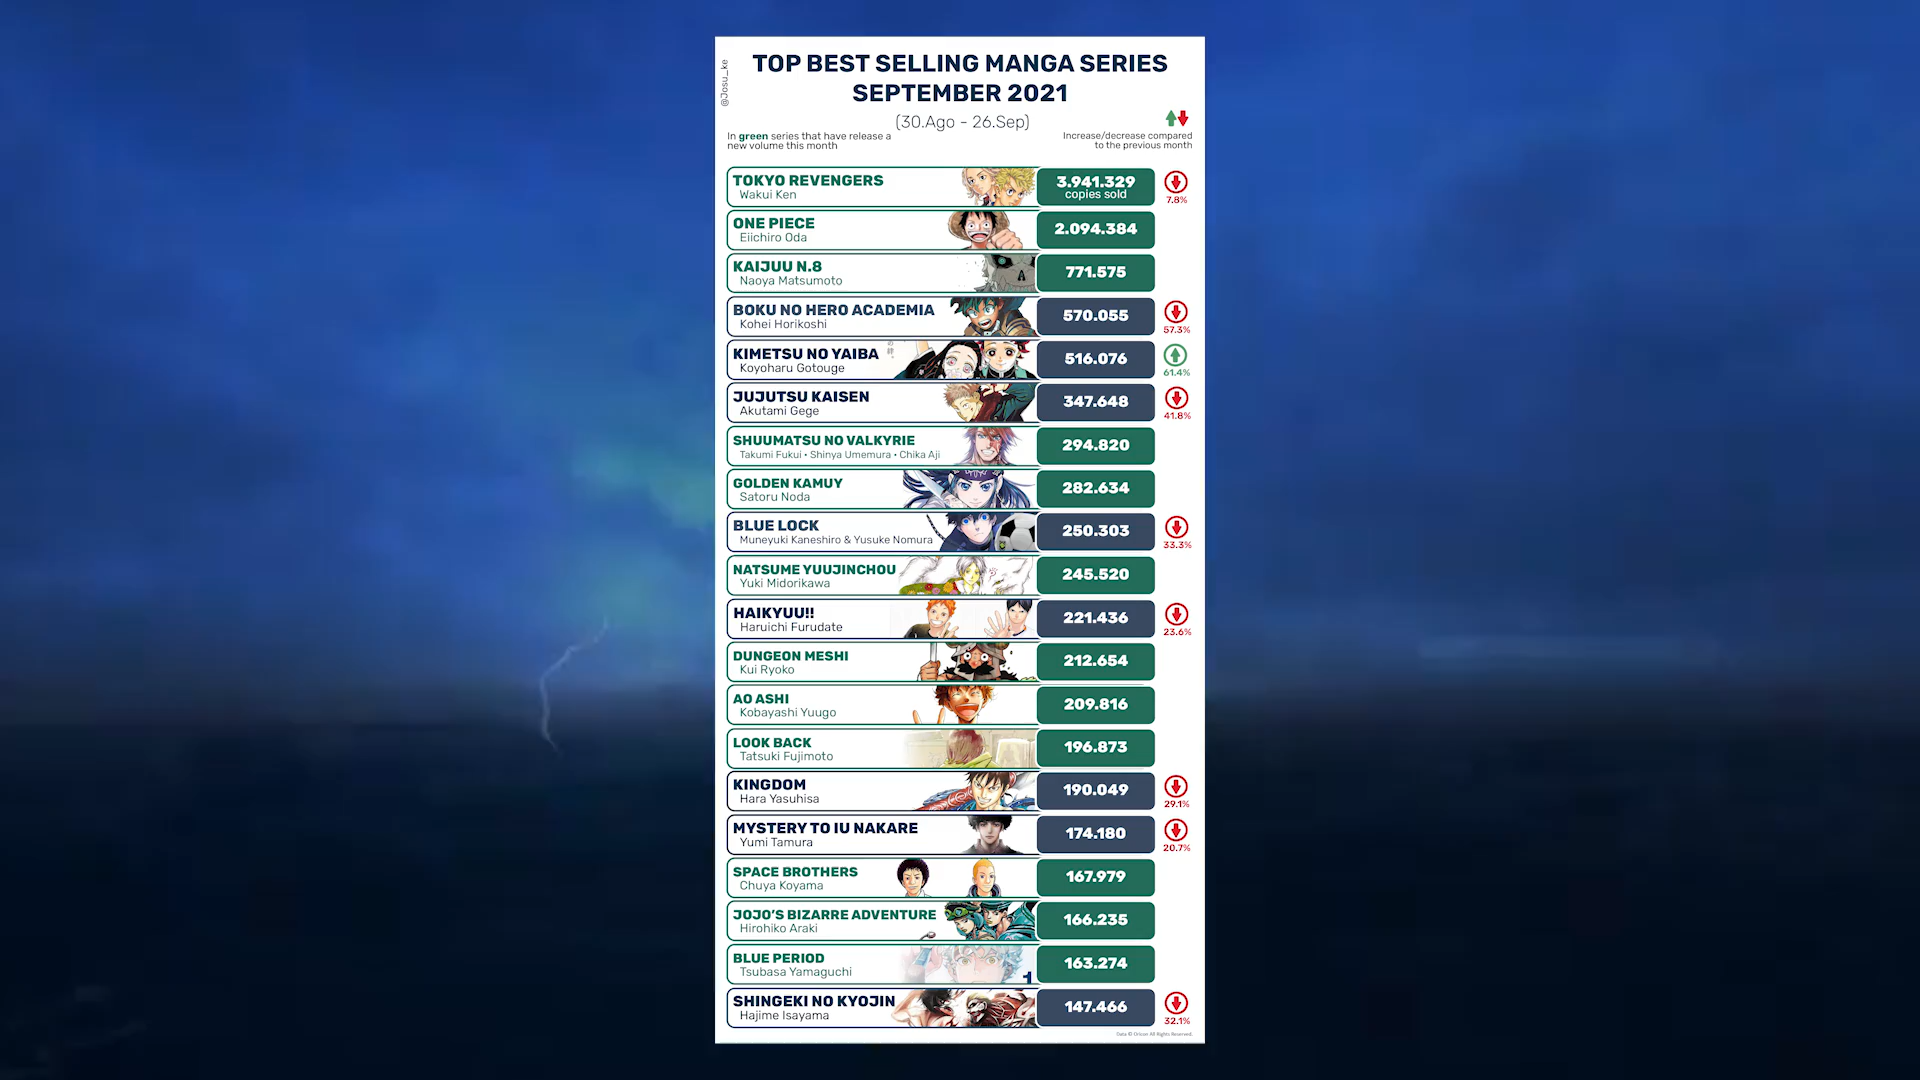 @Josu_ke
TOP BEST SELLING MANGA SERIES
SEPTEMBER 2021
(30.Ago - 26.Sep)
In green series that have release a
new volume this month
Increase/decrease compared
to the previous month
TOKYO REVENGERS
Wakui Ken
3.941.329
copies sold
7.8%
ONE PIECE
Eiichiro Oda
2.094.384
KAIJUU N.8
Naoya Matsumoto
771.575
BOKU NO HERO ACADEMIA
Kohei Horikoshi
570.055
57.3%
KIMETSU NO YAIBA
Koyoharu Gotouge
の絆、
516.076
61.4%
JUJUTSU KAISEN
Akutami Gege
347.648
41.8%
SHUUMATSU NO VALKYRIE
Takumi Fukui • Shinya Umemura • Chika Aji
294.820
GOLDEN KAMUY
Satoru Noda
282.634
BLUE LOCK
Muneyuki Kaneshiro & Yusuke Nomura
250.303
33.3%
NATSUME YUUJINCHOU
Yuki Midorikawa
245.520
HAIKYUU!!
Haruichi Furudate
221.436
23.6%
DUNGEON MESHI
Kui Ryoko
212.654
AO ASHI
Kobayashi Yuugo
209.816
LOOK BACK
Tatsuki Fujimoto
196.873
KINGDOM
Hara Yasuhisa
190.049
29.1%
MYSTERY TO IU NAKARE
Yumi Tamura
174.180
20.7%
SPACE BROTHERS
Chuya Koyama
167.979
JOJO'S BIZARRE ADVENTURE
Hirohiko Araki
166.235
BLUE PERIOD
Tsubasa Yamaguchi
1
163.274
SHINGEKI NO KYOJIN
Hajime Isayama
147.466
32.1%
Data © Oricon All Rights Reserved.